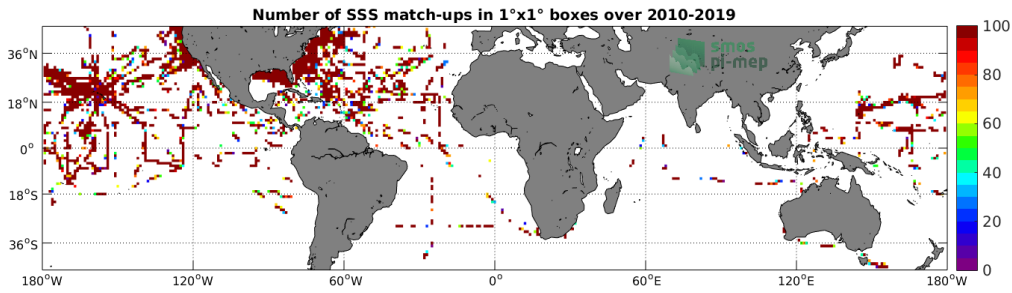 Number of SSS match-ups in 1°x1° boxes over 2010-2019
smos
pi-mep
36°N
18°N
0°
18°S
36°S
180°W 120°W 60°W 0° 60°E 120°E 180°E
100
80
60
40
20
0